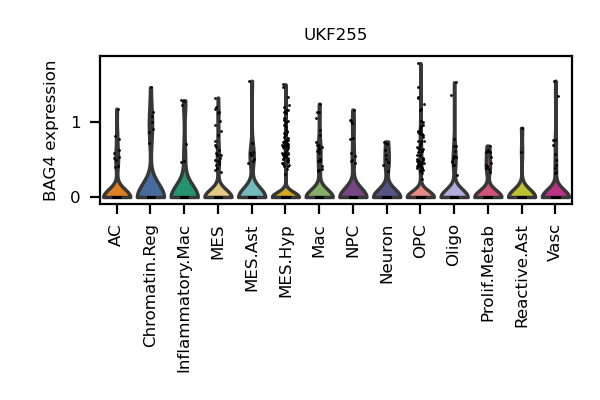 UKF255
BAG4 expression
1
0
AC
Chromatin.Reg
Inflammatory.Mac
MES
MES.Ast
MES.Hyp
Mac
NPC
Neuron
OPC
Oligo
Prolif.Metab
Reactive.Ast
Vasc